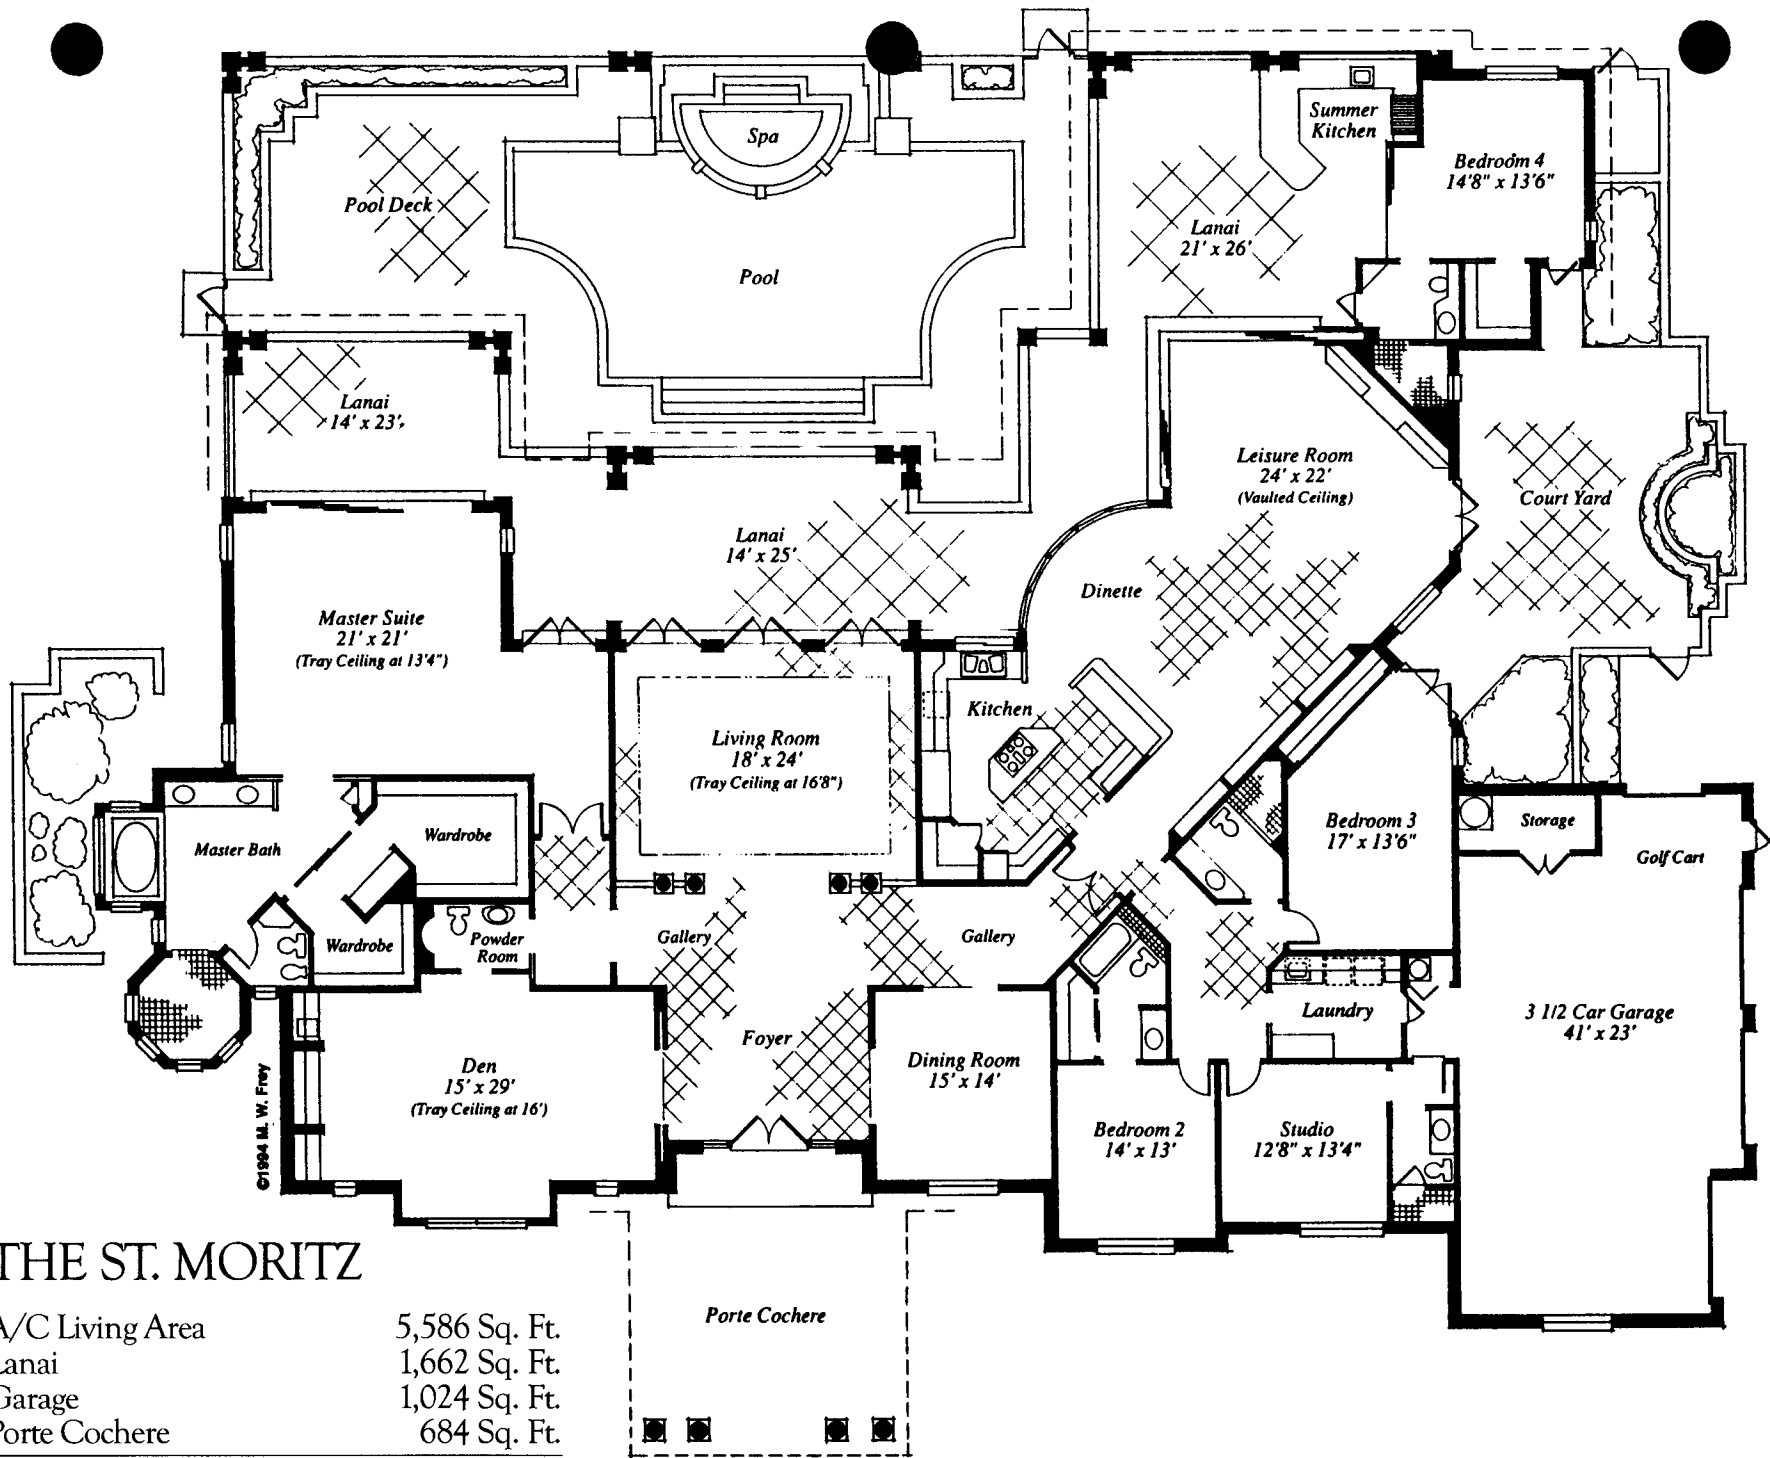 Spa
Summer
Kitchen
Bedroom 4
14'8" x 13'6"
Pool Deck
Lanai
21' x 26'
Pool
Lanai
14' x 23'
Leisure Room
24' x 22'
(Vaulted Ceiling)
Court Yard
Lanai
14' x 25'
Dinette
Master Suite
21' x 21'
(Tray Ceiling at 13'4")
Kitchen
Living Room
18' x 24'
(Tray Ceiling at 16'8")
Wardrobe
Master Bath
Bedroom 3
17' x 13'6"
Storage
Golf Cart
Wardrobe
Powder
Room
Gallery
Gallery
Foyer
Laundry
3 1/2 Car Garage
41' x 23'
Den
15' x 29'
(Tray Ceiling at 16')
Dining Room
15' x 14'
Bedroom 2
14' x 13'
Studio
12'8" x 13'4"
©1994 M. W. Frey
Porte Cochere
THE ST. MORITZ
A/C Living Area 5,586 Sq. Ft.
Lanai 1,662 Sq. Ft.
Garage 1,024 Sq. Ft.
Porte Cochere 684 Sq. Ft.